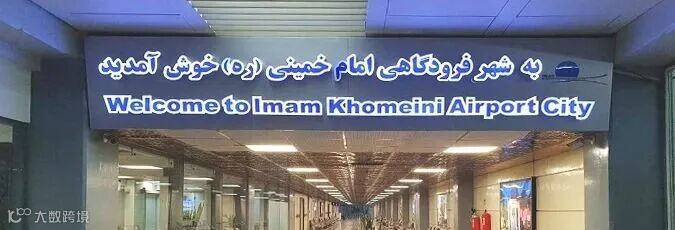 به شهر فرودگاهی امام خمینی (ره) خوش آمدید
Welcome to Imam Khomeini Airport City
大数跨境